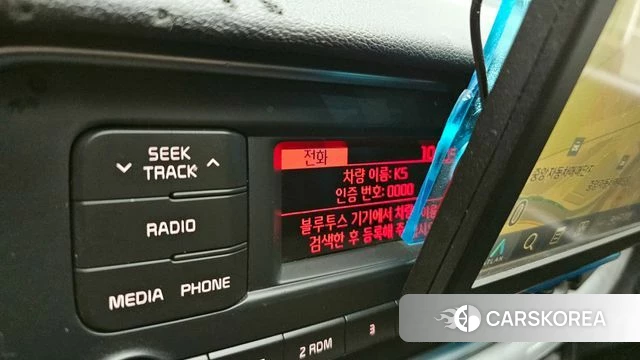 SEEK
TRACK
RADIO
MEDIA PHONE
전화
차량 이름: K5
인증 번호: 0000
블루투스 기기에서
검색한 후 등록해
2 RDM
3
CARSKOREA